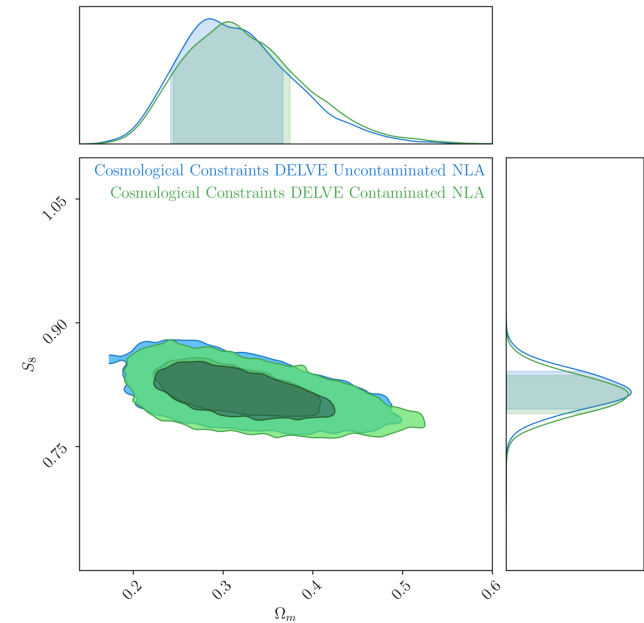 Cosmological Constraints DELVE Uncontaminated NLA
Cosmological Constraints DELVE Contaminated NLA
1.05
0.90
0.75
S₈
0.2 0.3 0.4 0.5 0.6
Ωₘ